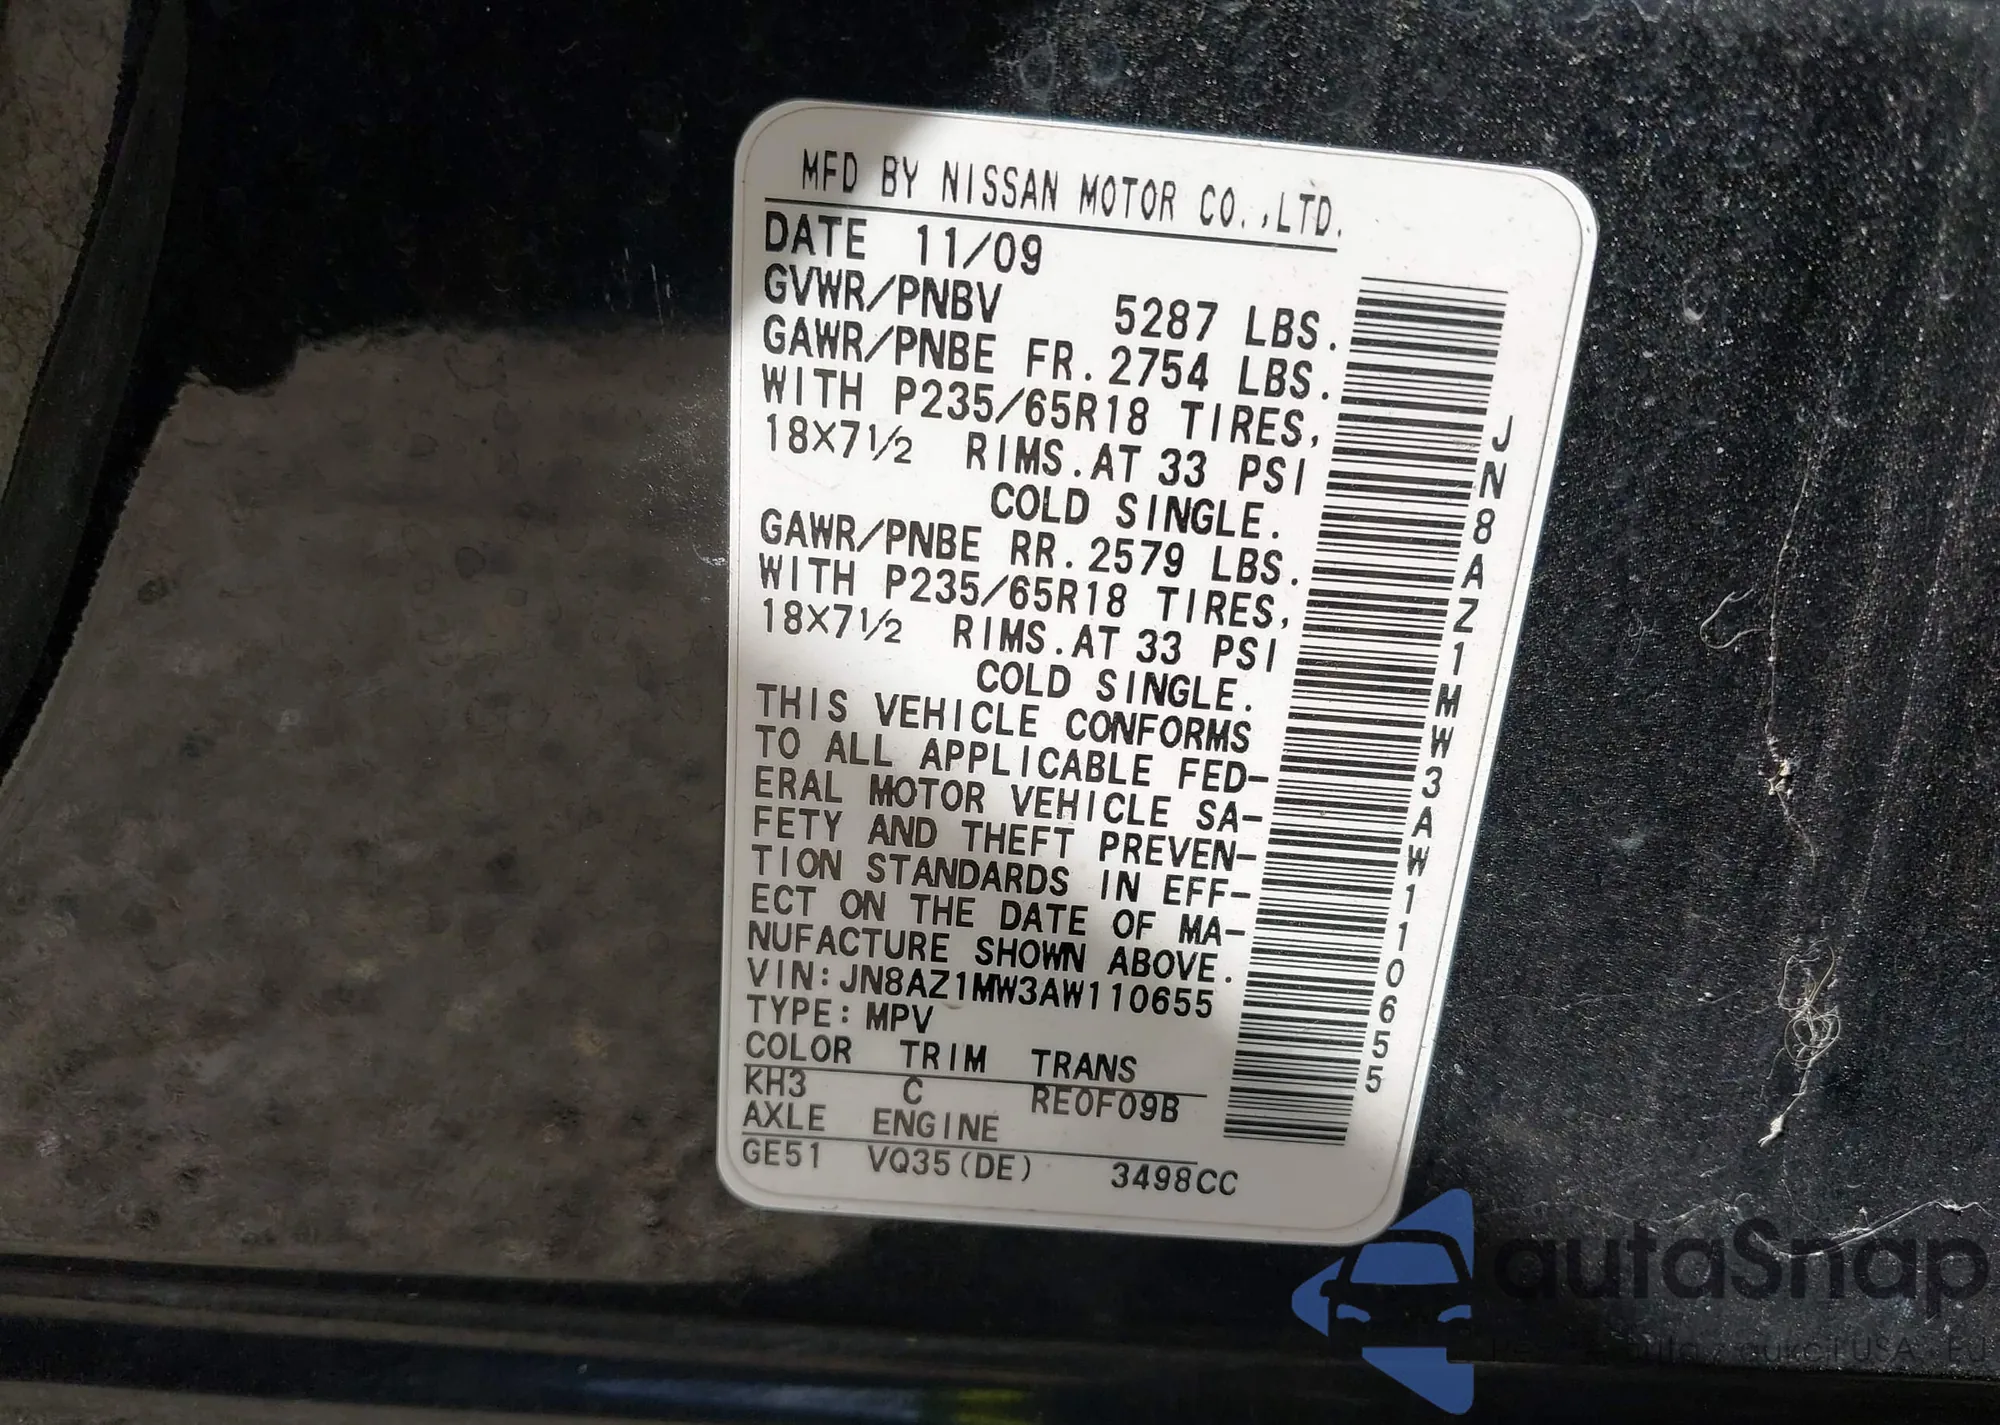 MFD BY NISSAN MOTOR CO.,LTD.
DATE 11/09
GVWR/PNBV 5287 LBS.
GAWR/PNBE FR. 2754 LBS.
WITH P235/65R18 TIRES,
18X7½ RIMS.AT 33 PSI
COLD SINGLE.
GAWR/PNBE RR. 2579 LBS.
WITH P235/65R18 TIRES,
18X7½ RIMS.AT 33 PSI
COLD SINGLE.
THIS VEHICLE CONFORMS
TO ALL APPLICABLE FED-
ERAL MOTOR VEHICLE SA-
FETY AND THEFT PREVEN-
TION STANDARDS IN EFF-
ECT ON THE DATE OF MA-
NUFACTURE SHOWN ABOVE.
VIN:JN8AZ1MW3AW110655
TYPE:MPV
COLOR TRIM TRANS
KH3 C RE0F09B
AXLE ENGINE
GE51 VQ35(DE) 3498CC
JN8AZ1MW3AW110655
autaSnap
USA